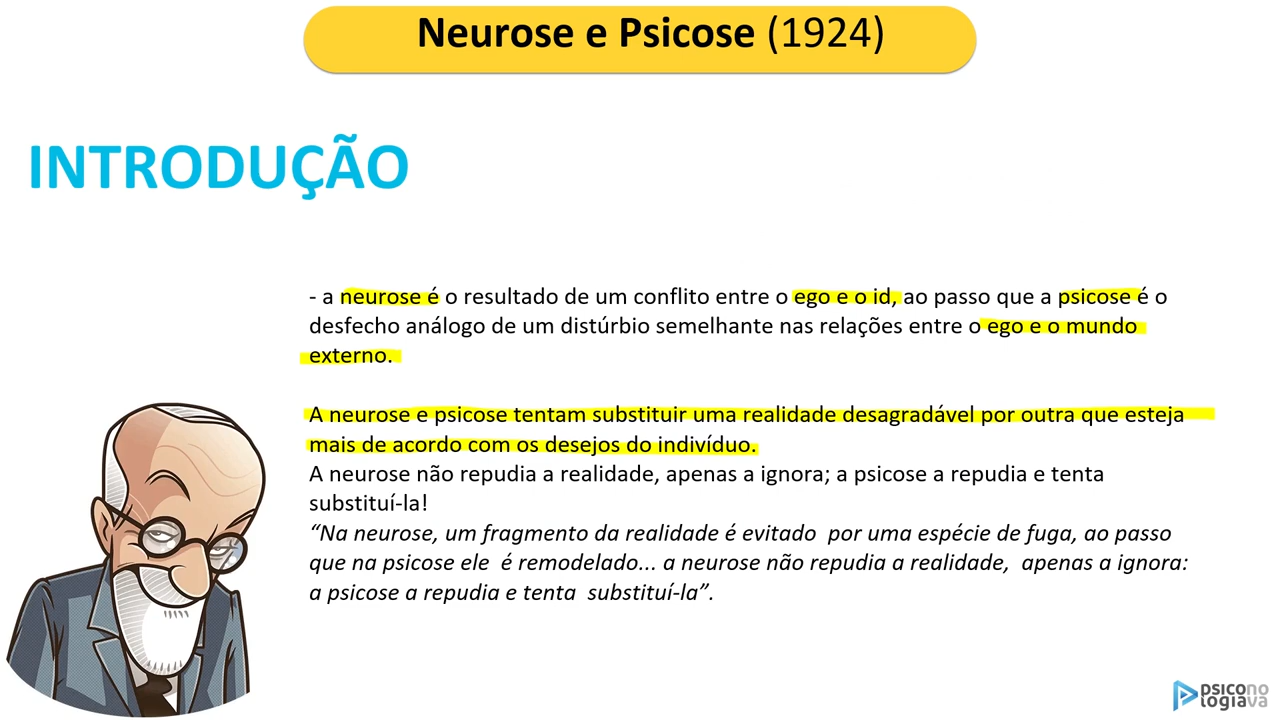 Neurose e Psicose (1924)
INTRODUÇÃO
- a neurose é o resultado de um conflito entre o ego e o id, ao passo que a psicose é o
desfecho análogo de um distúrbio semelhante nas relações entre o ego e o mundo
externo.
A neurose e psicose tentam substituir uma realidade desagradável por outra que esteja
mais de acordo com os desejos do indivíduo.
A neurose não repudia a realidade, apenas a ignora; a psicose a repudia e tenta
substituí-la!
“Na neurose, um fragmento da realidade é evitado por uma espécie de fuga, ao passo
que na psicose ele é remodelado... a neurose não repudia a realidade, apenas a ignora:
a psicose a repudia e tenta substituí-la”.
psicono
logiava